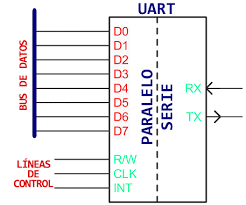 UART
BUS DE DATOS
D0
D1
D2
D3
D4
D5
D6
D7
PARALELO
SERIE
RX
TX
LÍNEAS
DE
CONTROL
R/W
CLK
INT